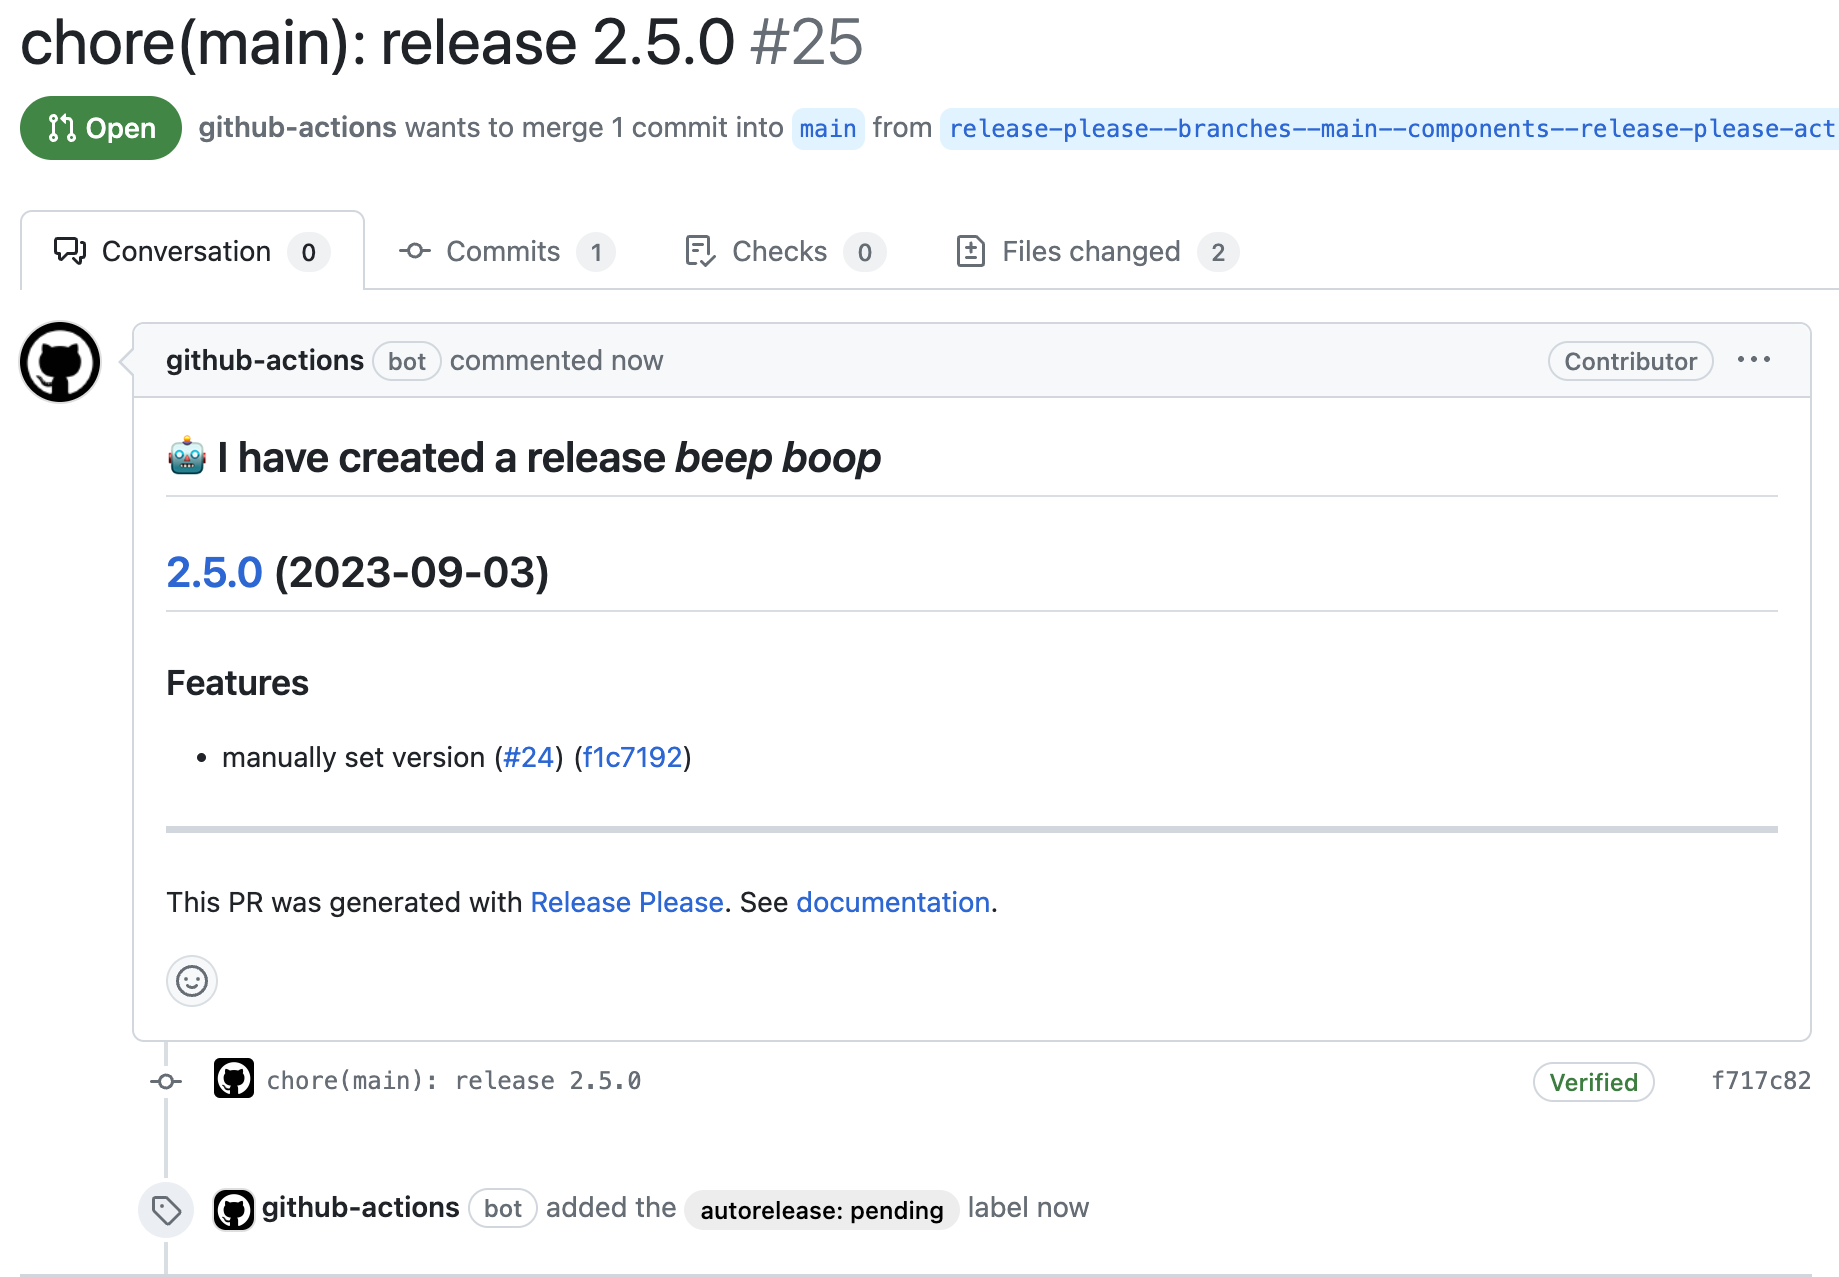 chore(main): release 2.5.0 #25
Open github-actions wants to merge 1 commit into main from release-please--branches--main--components--release-please-act
Conversation 0 Commits 1 Checks 0 Files changed 2
github-actions bot commented now Contributor ...
🤖 I have created a release beep boop
2.5.0 (2023-09-03)
Features
• manually set version (#24) (f1c7192)
This PR was generated with Release Please. See documentation.
chore(main): release 2.5.0 Verified f717c82
github-actions bot added the autorelease: pending label now